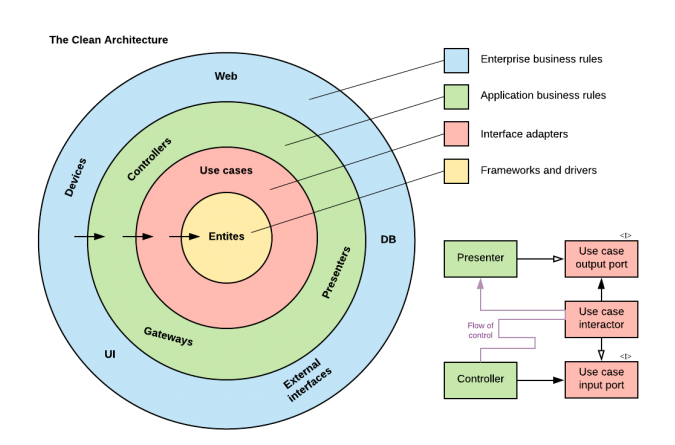 The Clean Architecture
Web
Devices
Controllers
Use cases
Entites
DB
Presenters
Gateways
UI
External
interfaces
Enterprise business rules
Application business rules
Interface adapters
Frameworks and drivers
<I>
Presenter
Use case
output port
Flow of
control
Use case
interactor
<I>
Controller
Use case
input port